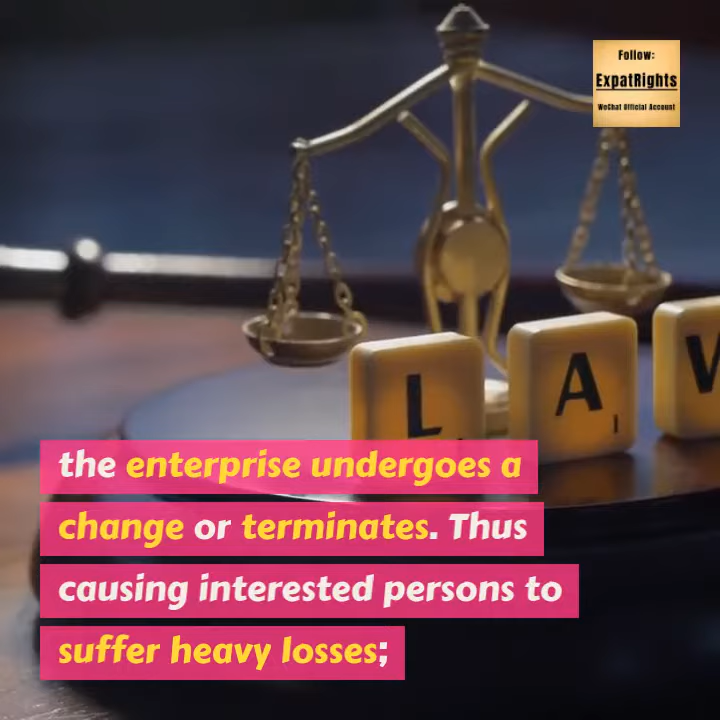 Follow:
ExpatRights
WeChat Official Account
L
A
1
the enterprise undergoes a
change or terminates. Thus
causing interested persons to
suffer heavy losses;